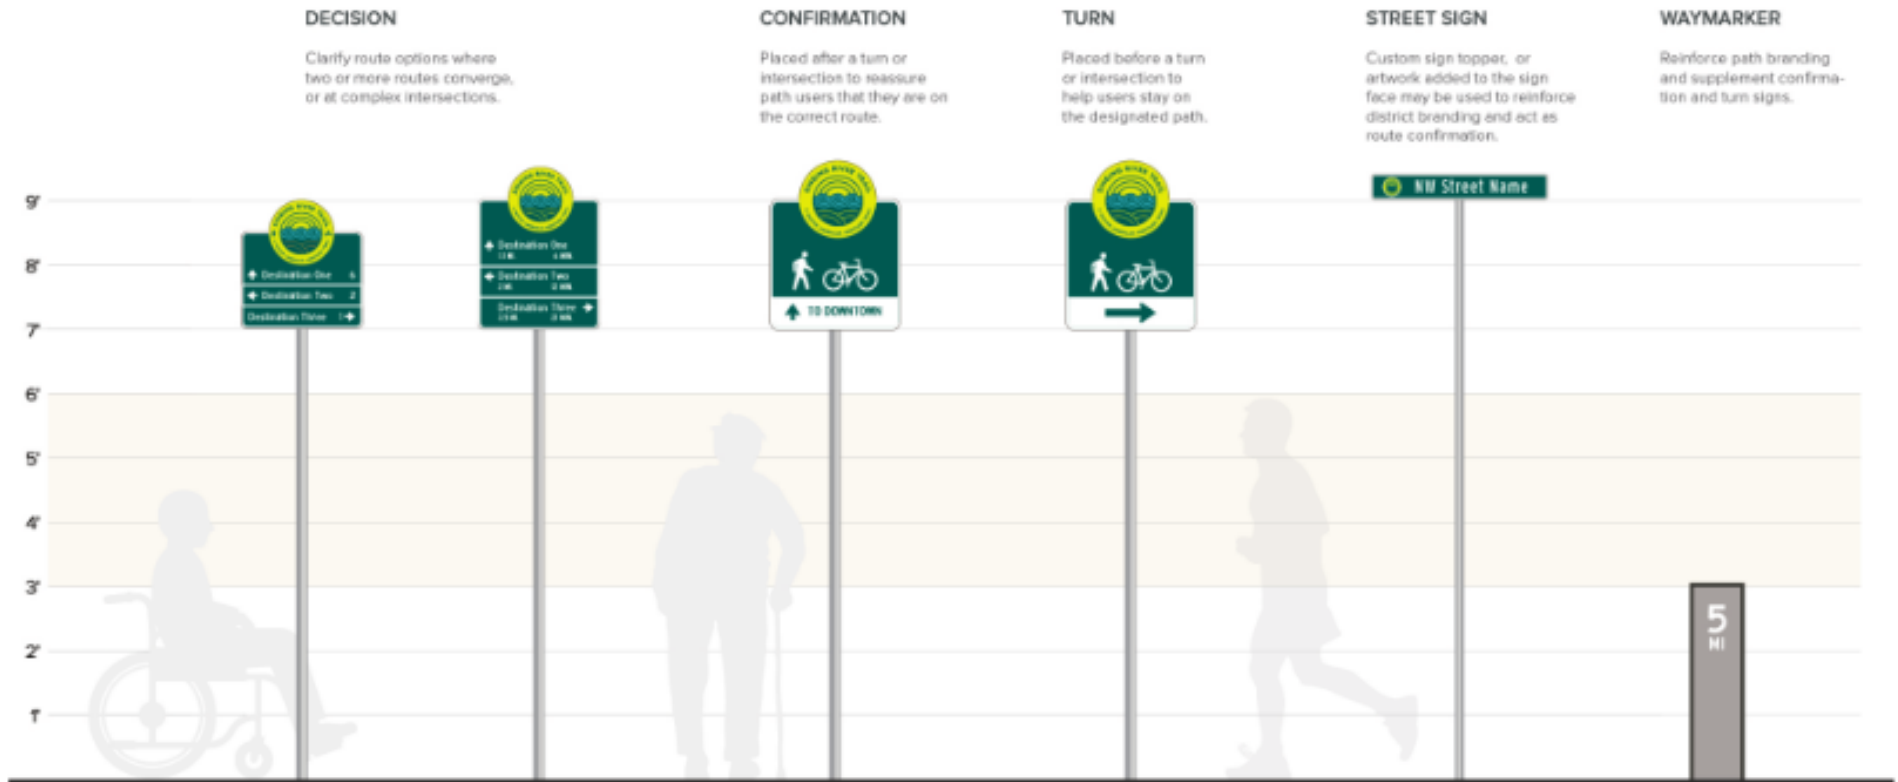 DECISION
Clarify route options where
two or more routes converge,
or at complex intersections.
CONFIRMATION
Placed after a turn or
intersection to reassure
path users that they are on
the correct route.
TURN
Placed before a turn
or intersection to
help users stay on
the designated path.
STREET SIGN
Custom sign topper, or
artwork added to the sign
face may be used to reinforce
district branding and act as
route confirmation.
WAYMARKER
Reinforce path branding
and supplement confirma-
tion and turn signs.
9'
8'
7'
6'
5'
4'
3'
2'
1'
Destination One 6
Destination Two 2
Destination Three 1
Destination One
Destination Two
Destination Three
TO DOWNTOWN
NW Street Name
5
MI